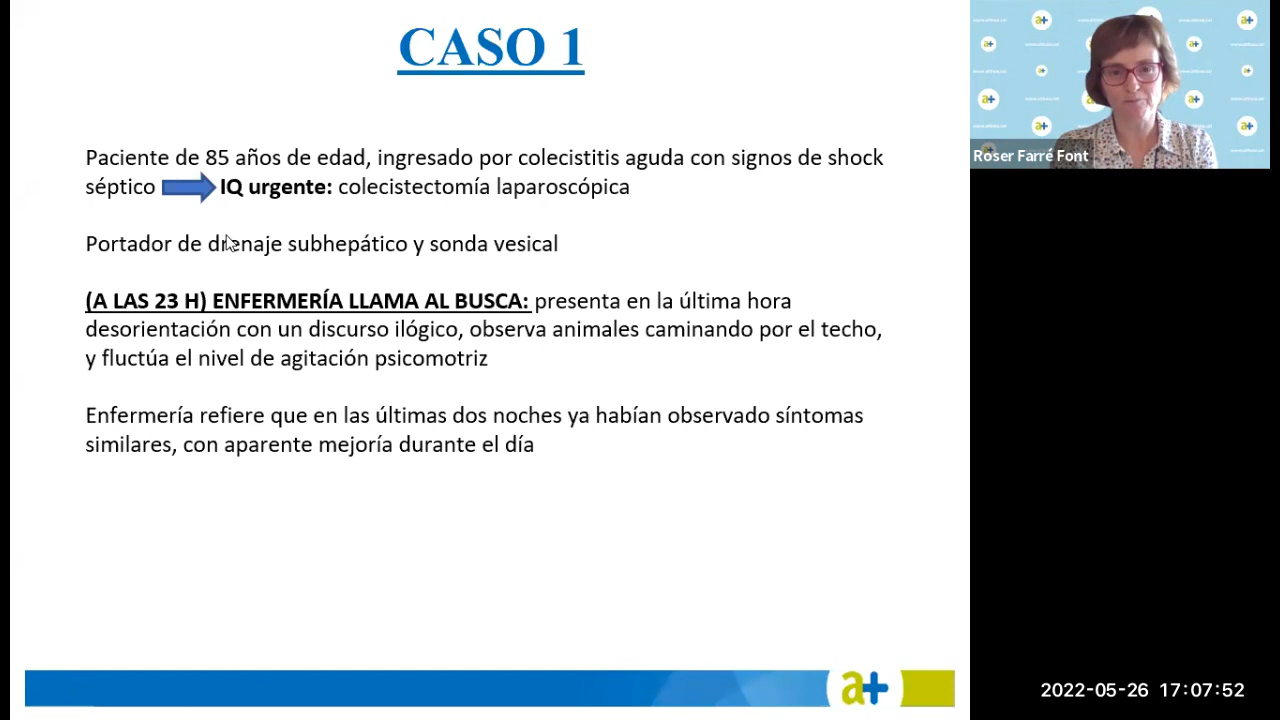 CASO 1
Paciente de 85 años de edad, ingresado por colecistitis aguda con signos de shock
séptico IQ urgente: colecistectomía laparoscópica
Portador de drenaje subhepático y sonda vesical
(A LAS 23 H) ENFERMERÍA LLAMA AL BUSCA: presenta en la última hora
desorientación con un discurso ilógico, observa animales caminando por el techo,
y fluctúa el nivel de agitación psicomotriz
Enfermería refiere que en las últimas dos noches ya habían observado síntomas
similares, con aparente mejoría durante el día
a+
Roser Farré Font
2022-05-26 17:07:52